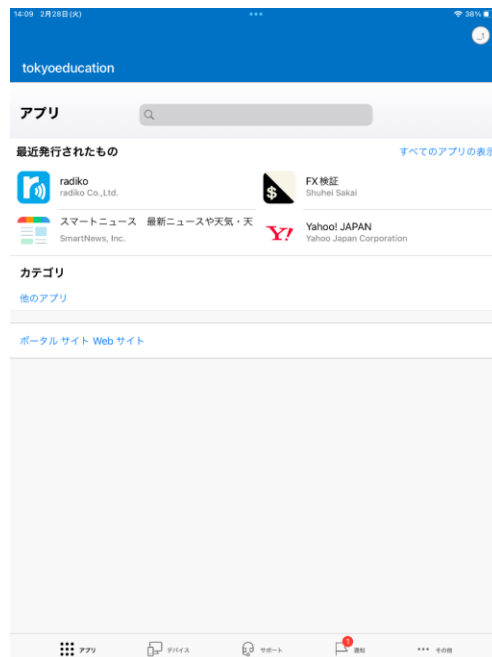 14:09 2月28日(火)
38%
tokyoeducation
アプリ
最近発行されたもの
すべてのアプリの表示
radiko
radiko Co.,Ltd.
FX検証
Shuhei Sakai
スマートニュース 最新ニュースや天気・天
SmartNews, Inc.
Yahoo! JAPAN
Yahoo Japan Corporation
カテゴリ
他のアプリ
ポータル サイト Web サイト
1
アプリ
デバイス
サポート
通知
その他